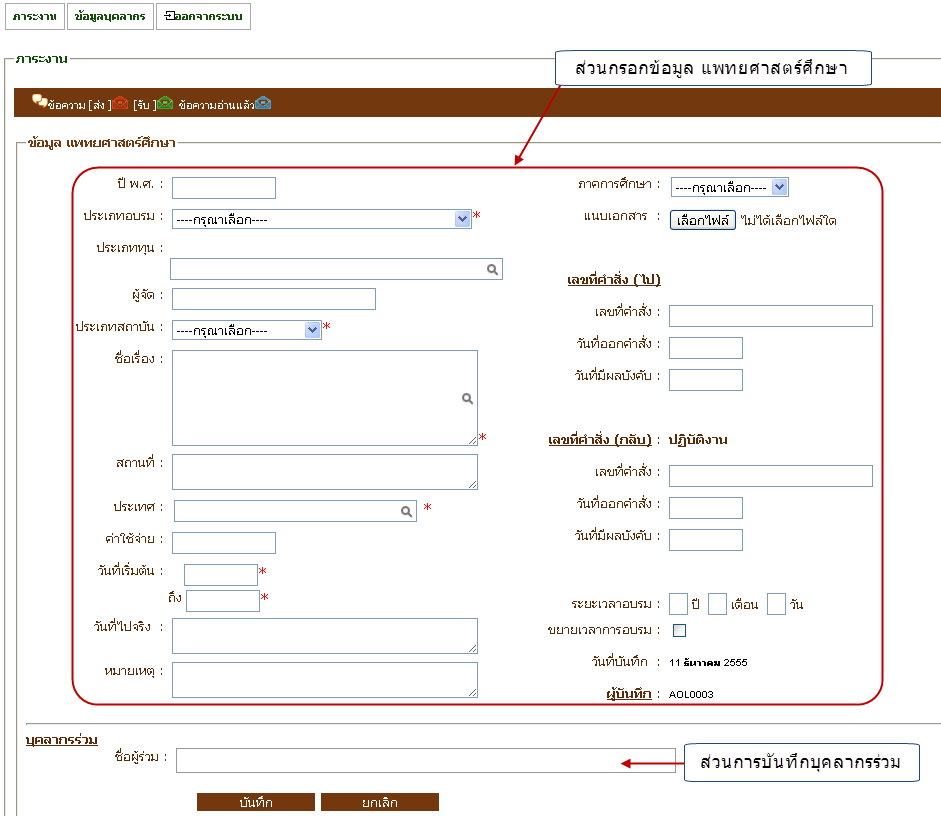 ภาระงาน ข้อมูลบุคลากร ออกจากระบบ
ภาระงาน
ส่วนกรอกข้อมูล แพทยศาสตร์ศึกษา
ข้อความ [ส่ง ] [รับ ] ข้อความอ่านแล้ว
ข้อมูล แพทยศาสตร์ศึกษา
ปี พ.ศ. :
ประเภทอบรม : ----กรุณาเลือก---- *
ประเภททุน :
ผู้จัด :
ประเภทสถาบัน : ----กรุณาเลือก---- *
ชื่อเรื่อง :
*
สถานที่ :
ประเทศ : *
ค่าใช้จ่าย :
วันที่เริ่มต้น : *
ถึง *
วันที่ไปจริง :
หมายเหตุ :
ภาคการศึกษา : ----กรุณาเลือก----
แนบเอกสาร : เลือกไฟล์ ไม่ได้เลือกไฟล์ใด
เลขที่คำสั่ง (ไป)
เลขที่คำสั่ง :
วันที่ออกคำสั่ง :
วันที่มีผลบังคับ :
เลขที่คำสั่ง (กลับ) : ปฏิบัติงาน
เลขที่คำสั่ง :
วันที่ออกคำสั่ง :
วันที่มีผลบังคับ :
ระยะเวลาอบรม : ปี เดือน วัน
ขยายเวลาการอบรม :
วันที่บันทึก : 11 ธันวาคม 2555
ผู้บันทึก : AOL0003
บุคลากรร่วม
ชื่อผู้ร่วม :
ส่วนการบันทึกบุคลากรร่วม
บันทึก ยกเลิก